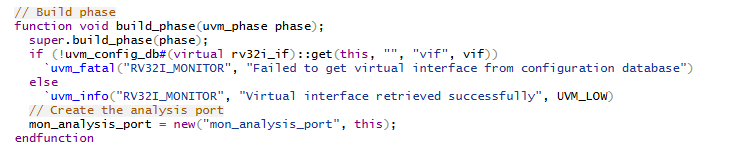 // Build phase
function void build_phase(uvm_phase phase);
  super.build_phase(phase);
  if (!uvm_config_db#(virtual rv32i_if)::get(this, "", "vif", vif))
    `uvm_fatal("RV32I_MONITOR", "Failed to get virtual interface from configuration database")
  else
    `uvm_info("RV32I_MONITOR", "Virtual interface retrieved successfully", UVM_LOW)
  // Create the analysis port
  mon_analysis_port = new("mon_analysis_port", this);
endfunction